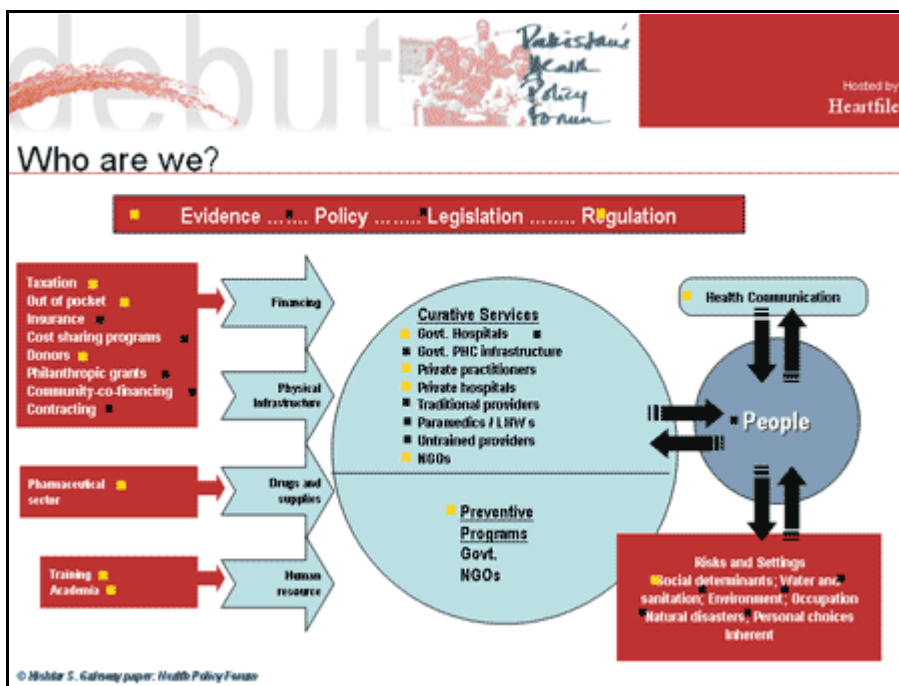 debut
Pakistan's
Health
Policy
Forum
Hosted by
Heartfile
Who are we?
Evidence ....... Policy ........ Legislation ........ Regulation
Taxation
Out of pocket
Insurance
Cost sharing programs
Donors
Philanthropic grants
Community-co-financing
Contracting
Pharmaceutical
sector
Training
Academia
Financing
Physical
Infrastructure
Drugs and
supplies
Human
resource
Curative Services
Govt. Hospitals
Govt. PHC infrastructure
Private practitioners
Private hospitals
Traditional providers
Paramedics / LHW's
Untrained providers
NGOs
Preventive
Programs
Govt.
NGOs
Health Communication
People
Risks and Settings
Social determinants; Water and
sanitation; Environment; Occupation
Natural disasters; Personal choices
Inherent
© Nishtar S. Gateway paper: Health Policy Forum